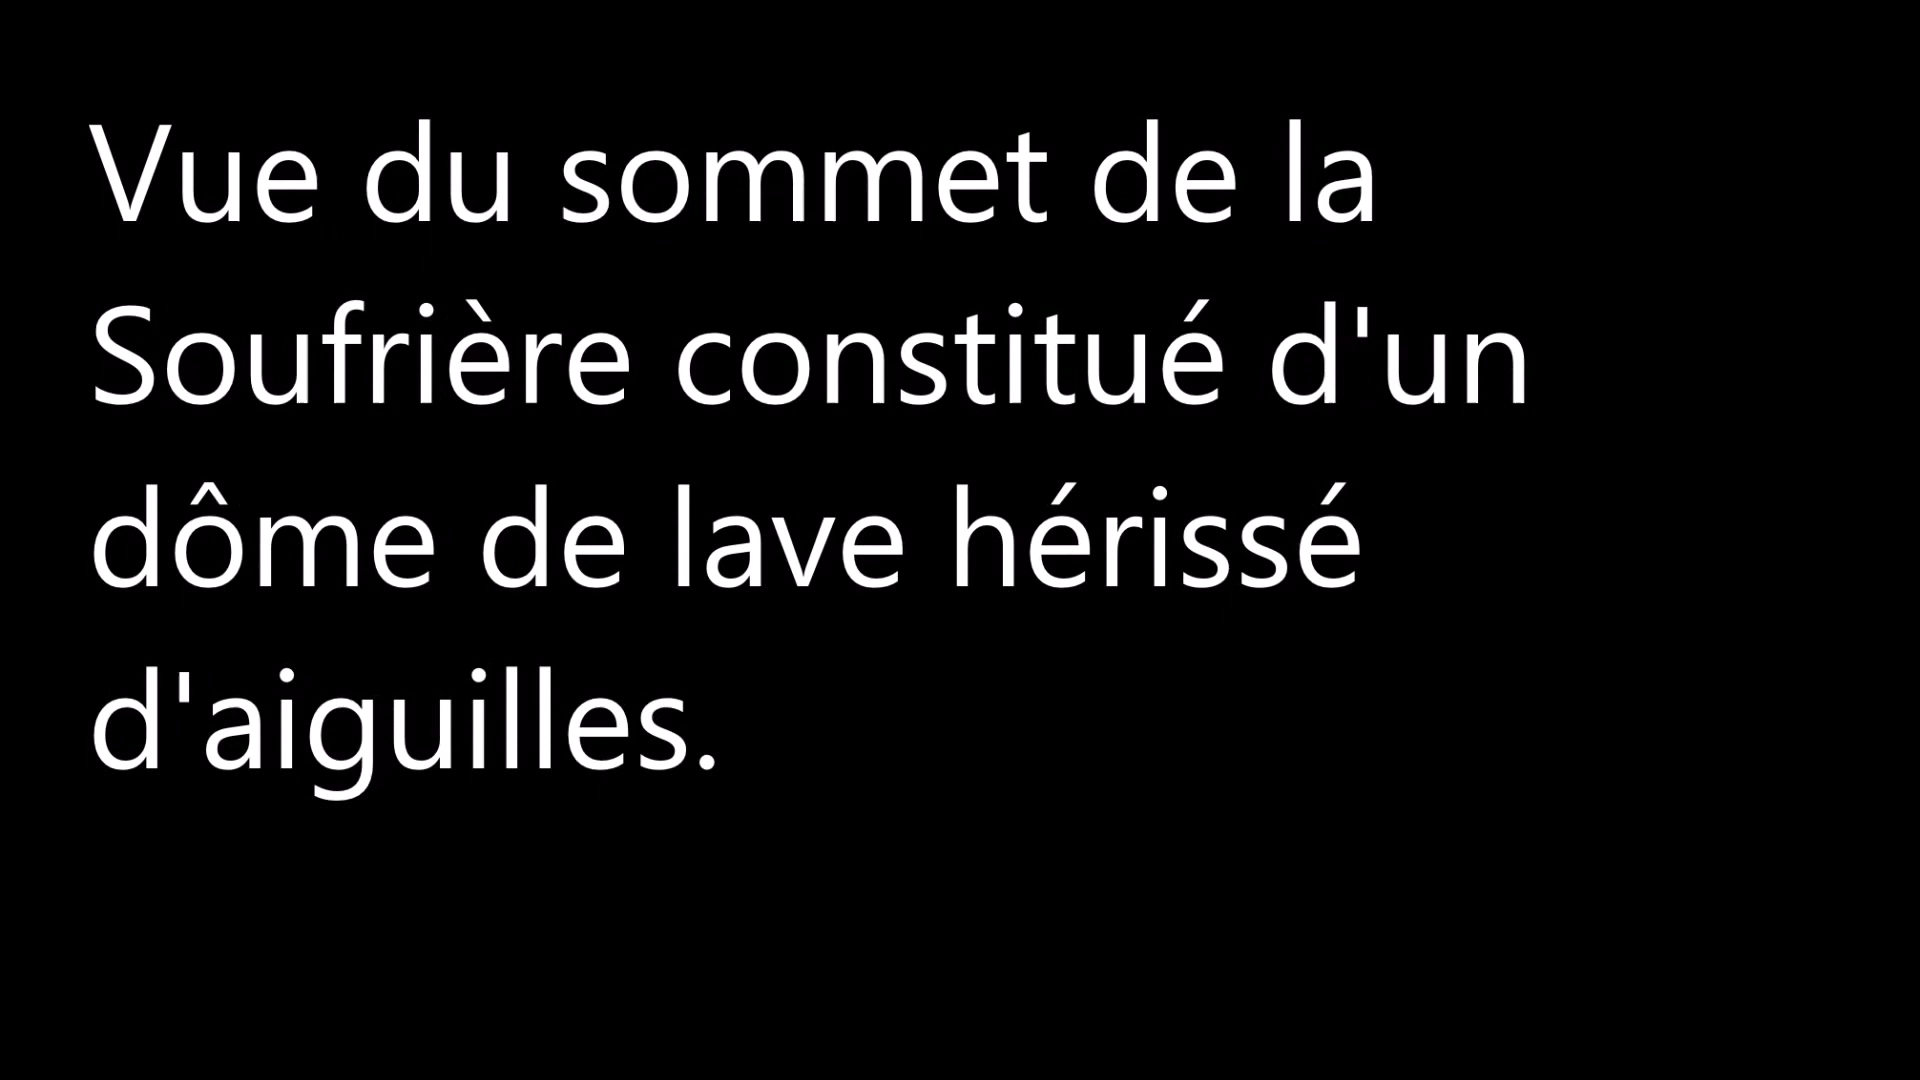 Vue du sommet de la
Soufrière constitué d'un
dôme de lave hérissé
d'aiguilles.